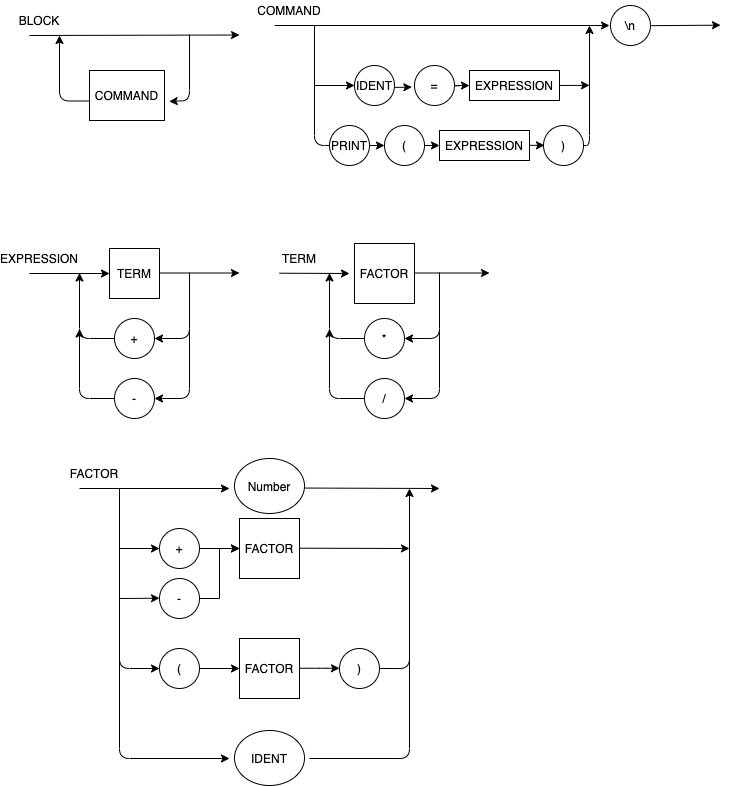 BLOCK
COMMAND
COMMAND
\n
IDENT
=
EXPRESSION
PRINT
(
EXPRESSION
)
EXPRESSION
TERM
+
-
TERM
FACTOR
*
/
FACTOR
Number
+
FACTOR
-
(
FACTOR
)
IDENT